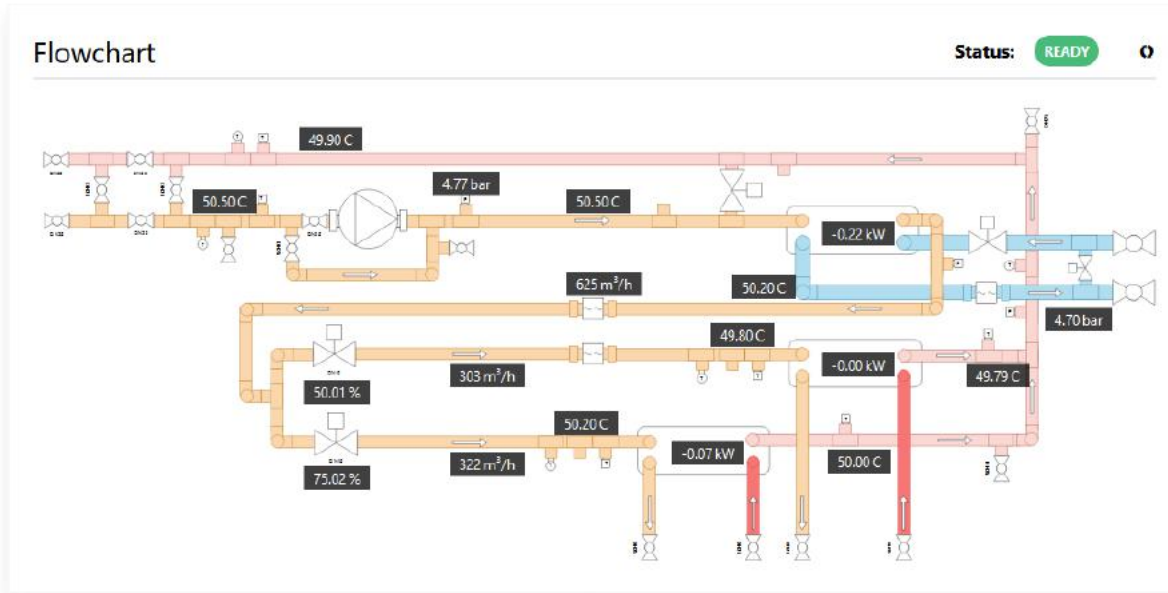 Flowchart
Status:
READY
49.90 C
50.50 C
4.77 bar
50.50 C
-0.22 kW
625 m³/h
50.20 C
4.70 bar
49.80 C
-0.00 kW
303 m³/h
49.79 C
50.01 %
50.20 C
-0.07 kW
322 m³/h
50.00 C
75.02 %